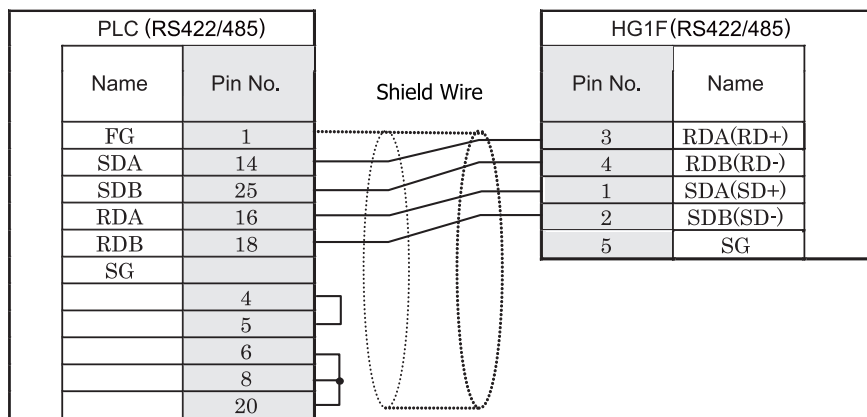 PLC (RS422/485)
Name Pin No.
FG 1
SDA 14
SDB 25
RDA 16
RDB 18
SG
4
5
6
8
20
Shield Wire
HG1F(RS422/485)
Pin No. Name
3 RDA(RD+)
4 RDB(RD-)
1 SDA(SD+)
2 SDB(SD-)
5 SG